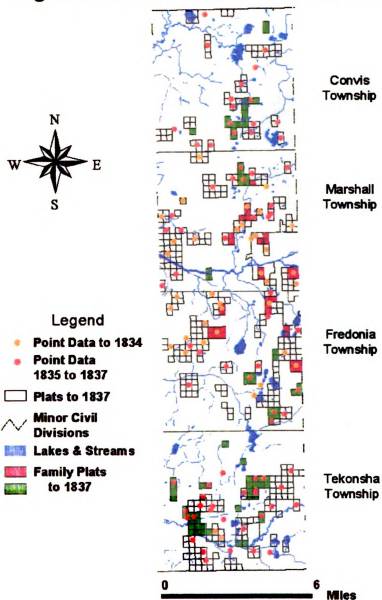 Convis
Township
N
W
E
S
Marshall
Township
Legend
Point Data to 1834
Point Data
1835 to 1837
Plats to 1837
Minor Civil
Divisions
Lakes & Streams
Family Plats
to 1837
Fredonia
Township
Tekonsha
Township
0
6
Miles